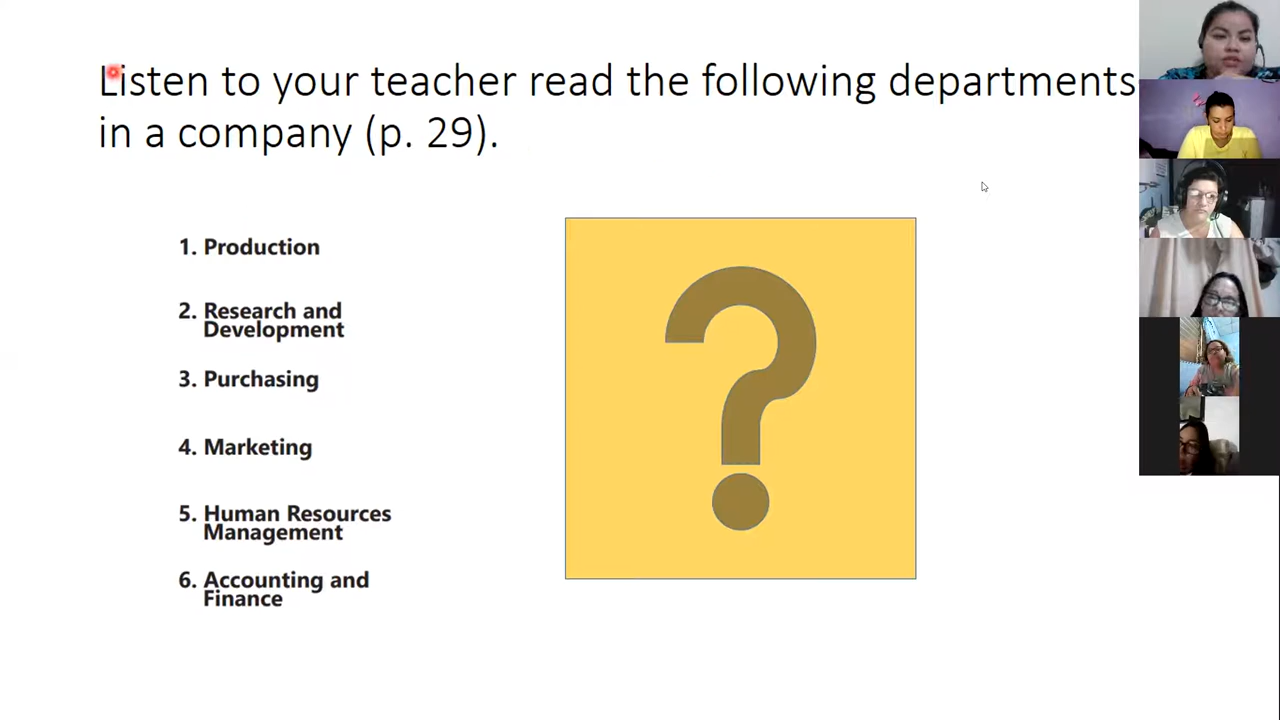 Listen to your teacher read the following departments
in a company (p. 29).
1. Production
2. Research and
Development
3. Purchasing
4. Marketing
5. Human Resources
Management
6. Accounting and
Finance
?